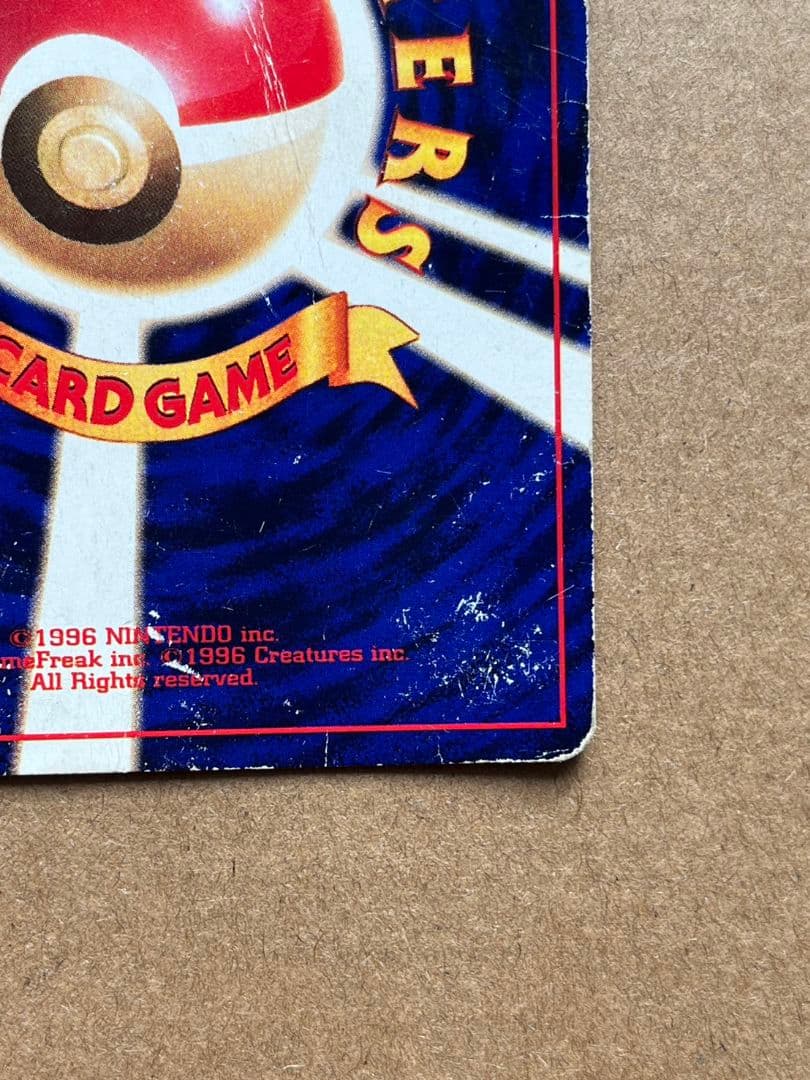 ERS
CARD GAME
©1996 NINTENDO inc.
meFreak inc. ©1996 Creatures inc.
All Rights reserved.